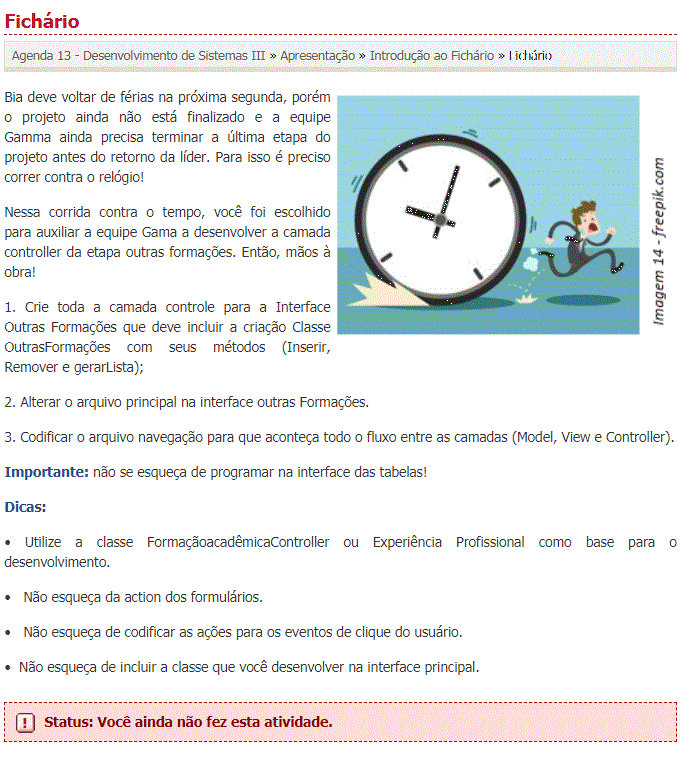 Fichário
Agenda 13 - Desenvolvimento de Sistemas III » Apresentação » Introdução ao Fichário » Fichário
Bia deve voltar de férias na próxima segunda, porém
o projeto ainda não está finalizado e a equipe
Gamma ainda precisa terminar a última etapa do
projeto antes do retorno da líder. Para isso é preciso
correr contra o relógio!
Nessa corrida contra o tempo, você foi escolhido
para auxiliar a equipe Gama a desenvolver a camada
controller da etapa outras formações. Então, mãos à
obra!
1. Crie toda a camada controle para a Interface
Outras Formações que deve incluir a criação Classe
OutrasFormações com seus métodos (Inserir,
Remover e gerarLista);
Imagem 14 - freepik.com
2. Alterar o arquivo principal na interface outras Formações.
3. Codificar o arquivo navegação para que aconteça todo o fluxo entre as camadas (Model, View e Controller).
Importante: não se esqueça de programar na interface das tabelas!
Dicas:
• Utilize a classe FormaçãoacadêmicaController ou Experiência Profissional como base para o
desenvolvimento.
• Não esqueça da action dos formulários.
• Não esqueça de codificar as ações para os eventos de clique do usuário.
• Não esqueça de incluir a classe que você desenvolver na interface principal.
Status: Você ainda não fez esta atividade.